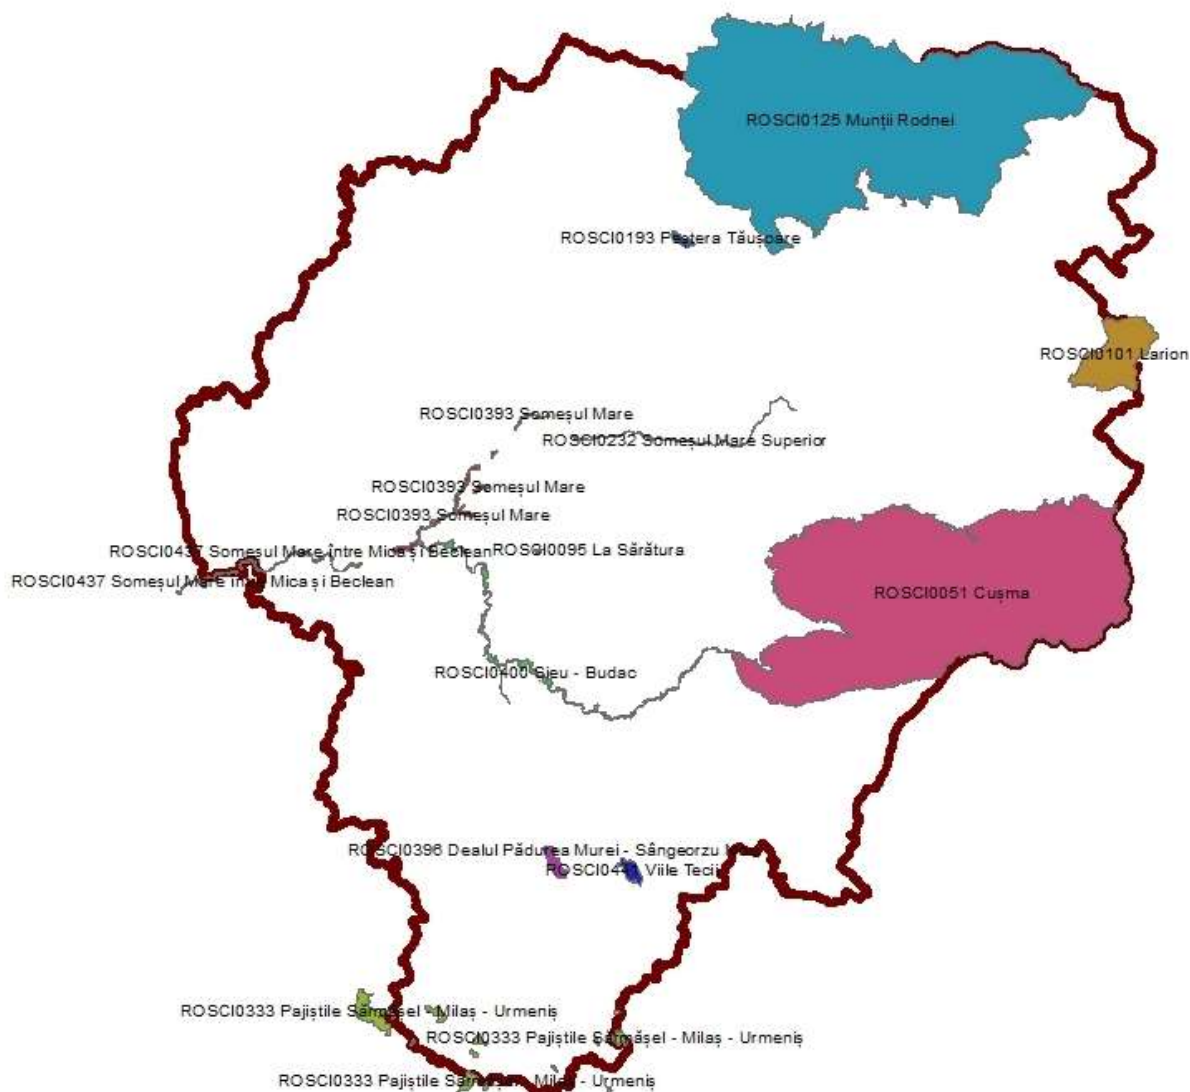 ROSCI0125 Munții Rodnei
ROSCI0193 Peștera Tăușoare
ROSCI0101 Larion
ROSCI0393 Someșul Mare
ROSCI0232 Someșul Mare Superior
ROSCI0393 Someșul Mare
ROSCI0393 Someșul Mare
ROSCI0437 Someșul Mare între Mica și Beclean
ROSCI0095 La Sărătura
ROSCI0437 Someșul Mare între Mica și Beclean
ROSCI0051 Cușma
ROSCI0400 Șieu - Budac
ROSCI0396 Dealul Pădurea Murei - Sângeorzu
Viile Tecii
ROSCI0333 Pajiștile Sărmășel - Milaș - Urmeniș
ROSCI0333 Pajiștile Sărmășel - Milaș - Urmeniș
ROSCI0333 Pajiștile Sărmășel - Milaș - Urmeniș